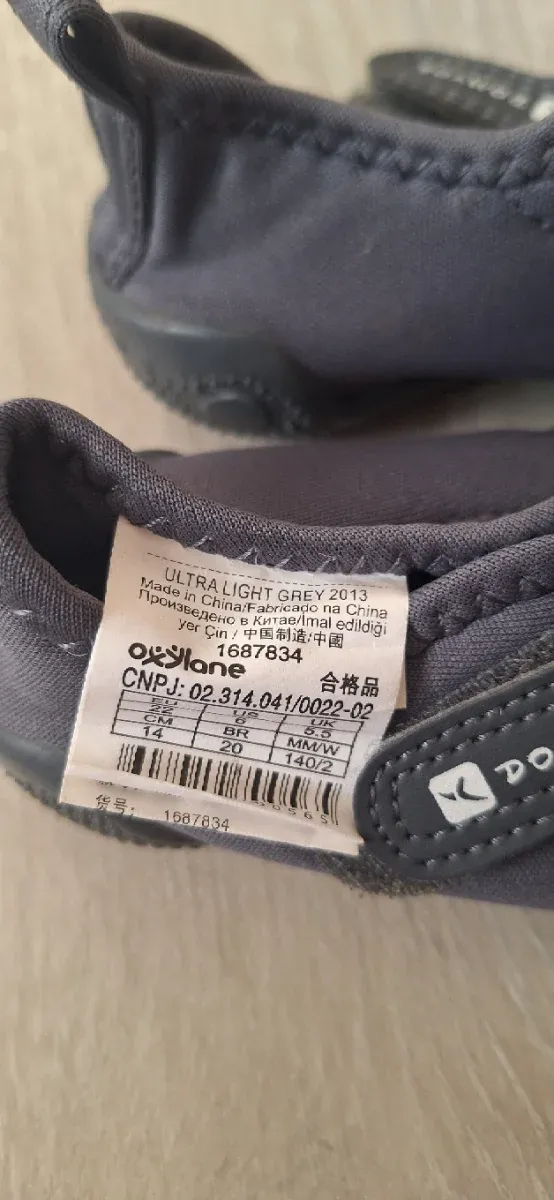 ULTRA LIGHT GREY 2013
Made in China/Fabricado na China
Произведено в Китае/Imal edildiği
yer Çin / 中国制造/中國
1687834
oxylane
合格品
CNPJ: 02.314.041/0022-02
EU US UK
22 6 5.5
CM BR MM/W
14 20 140/2
货号: 1687834
DO